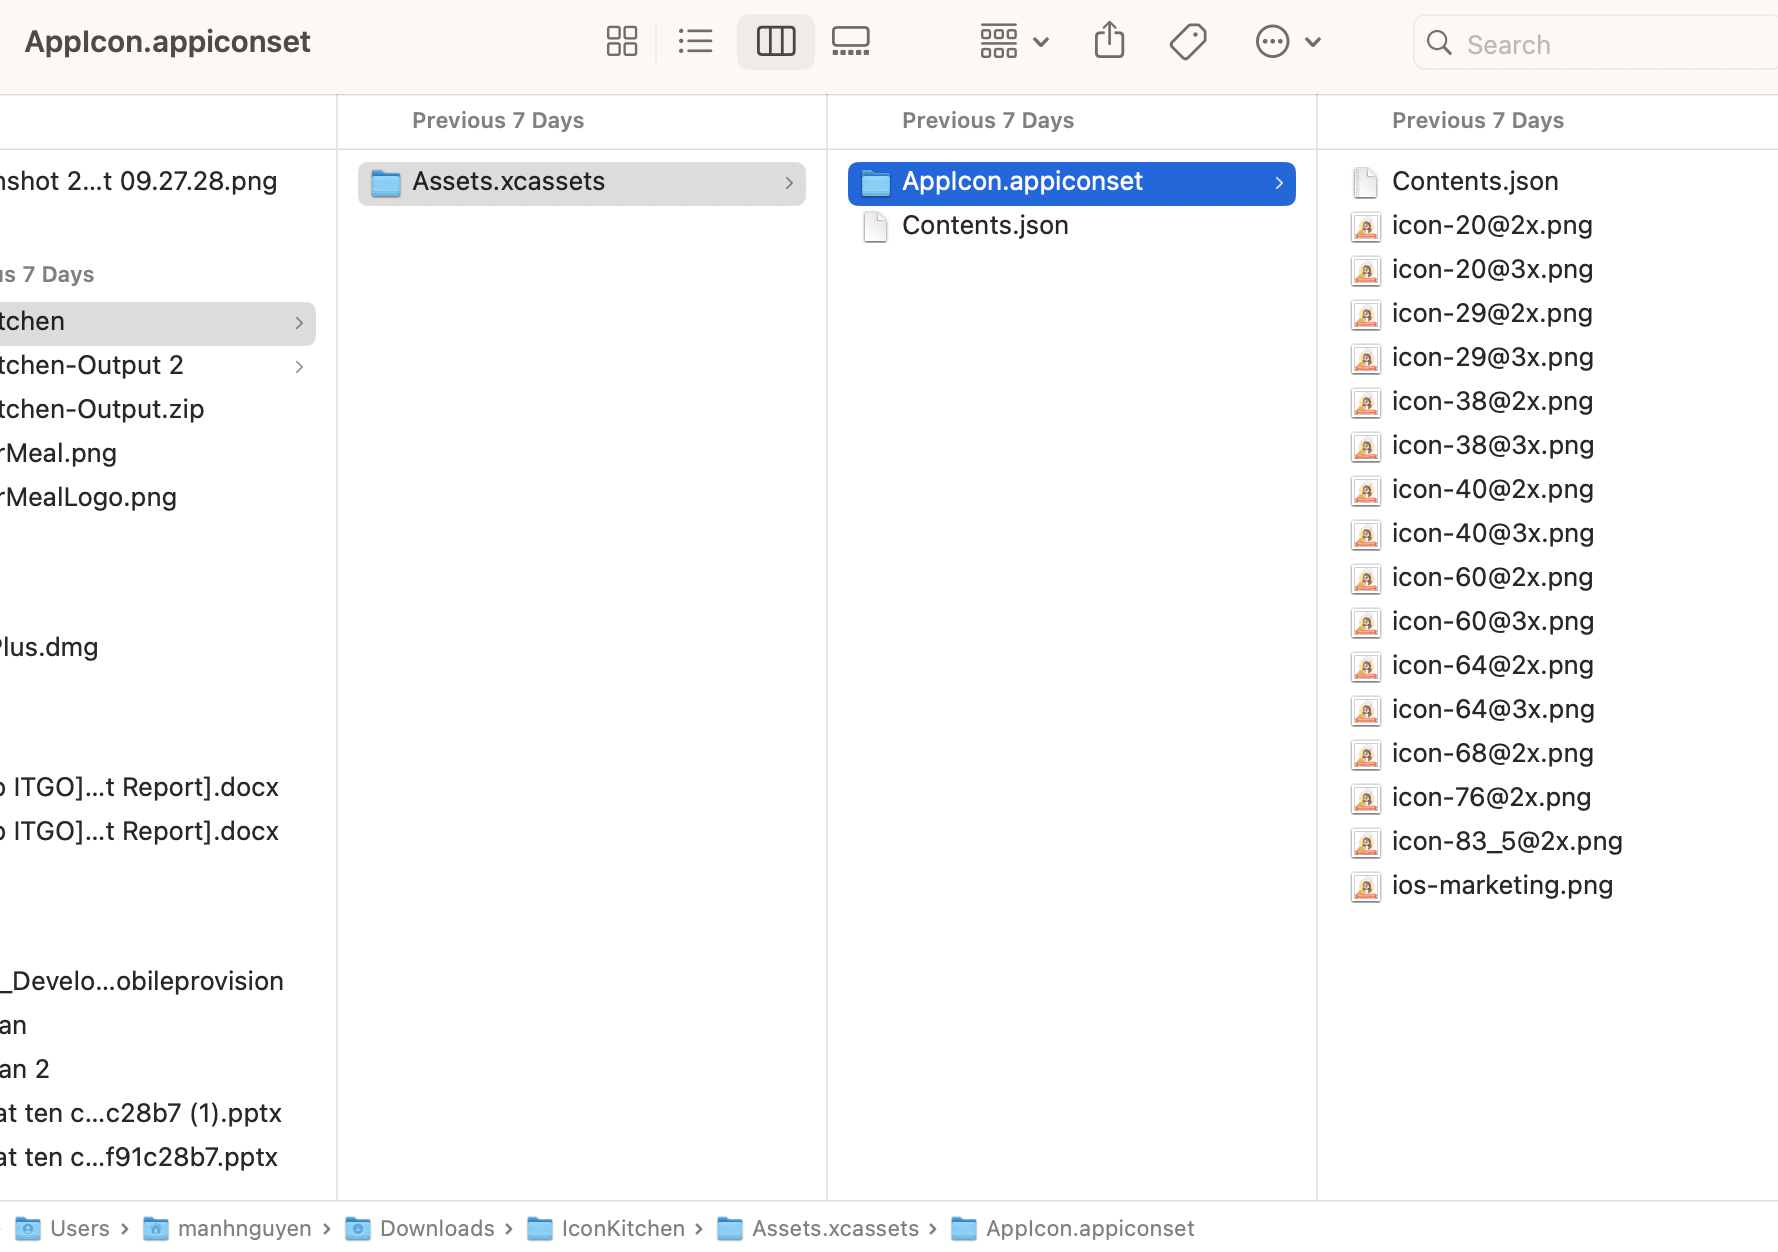 AppIcon.appiconset
Search
Previous 7 Days
Previous 7 Days
Previous 7 Days
nshot 2...t 09.27.28.png
us 7 Days
tchen
tchen-Output 2
tchen-Output.zip
rMeal.png
rMealLogo.png
Plus.dmg
o ITGO]...t Report].docx
o ITGO]...t Report].docx
_Develo...obileprovision
an
an 2
at ten c...c28b7 (1).pptx
at ten c...f91c28b7.pptx
Assets.xcassets
AppIcon.appiconset
Contents.json
Contents.json
icon-20@2x.png
icon-20@3x.png
icon-29@2x.png
icon-29@3x.png
icon-38@2x.png
icon-38@3x.png
icon-40@2x.png
icon-40@3x.png
icon-60@2x.png
icon-60@3x.png
icon-64@2x.png
icon-64@3x.png
icon-68@2x.png
icon-76@2x.png
icon-83_5@2x.png
ios-marketing.png
Users › manhnguyen › Downloads › IconKitchen › Assets.xcassets › AppIcon.appiconset